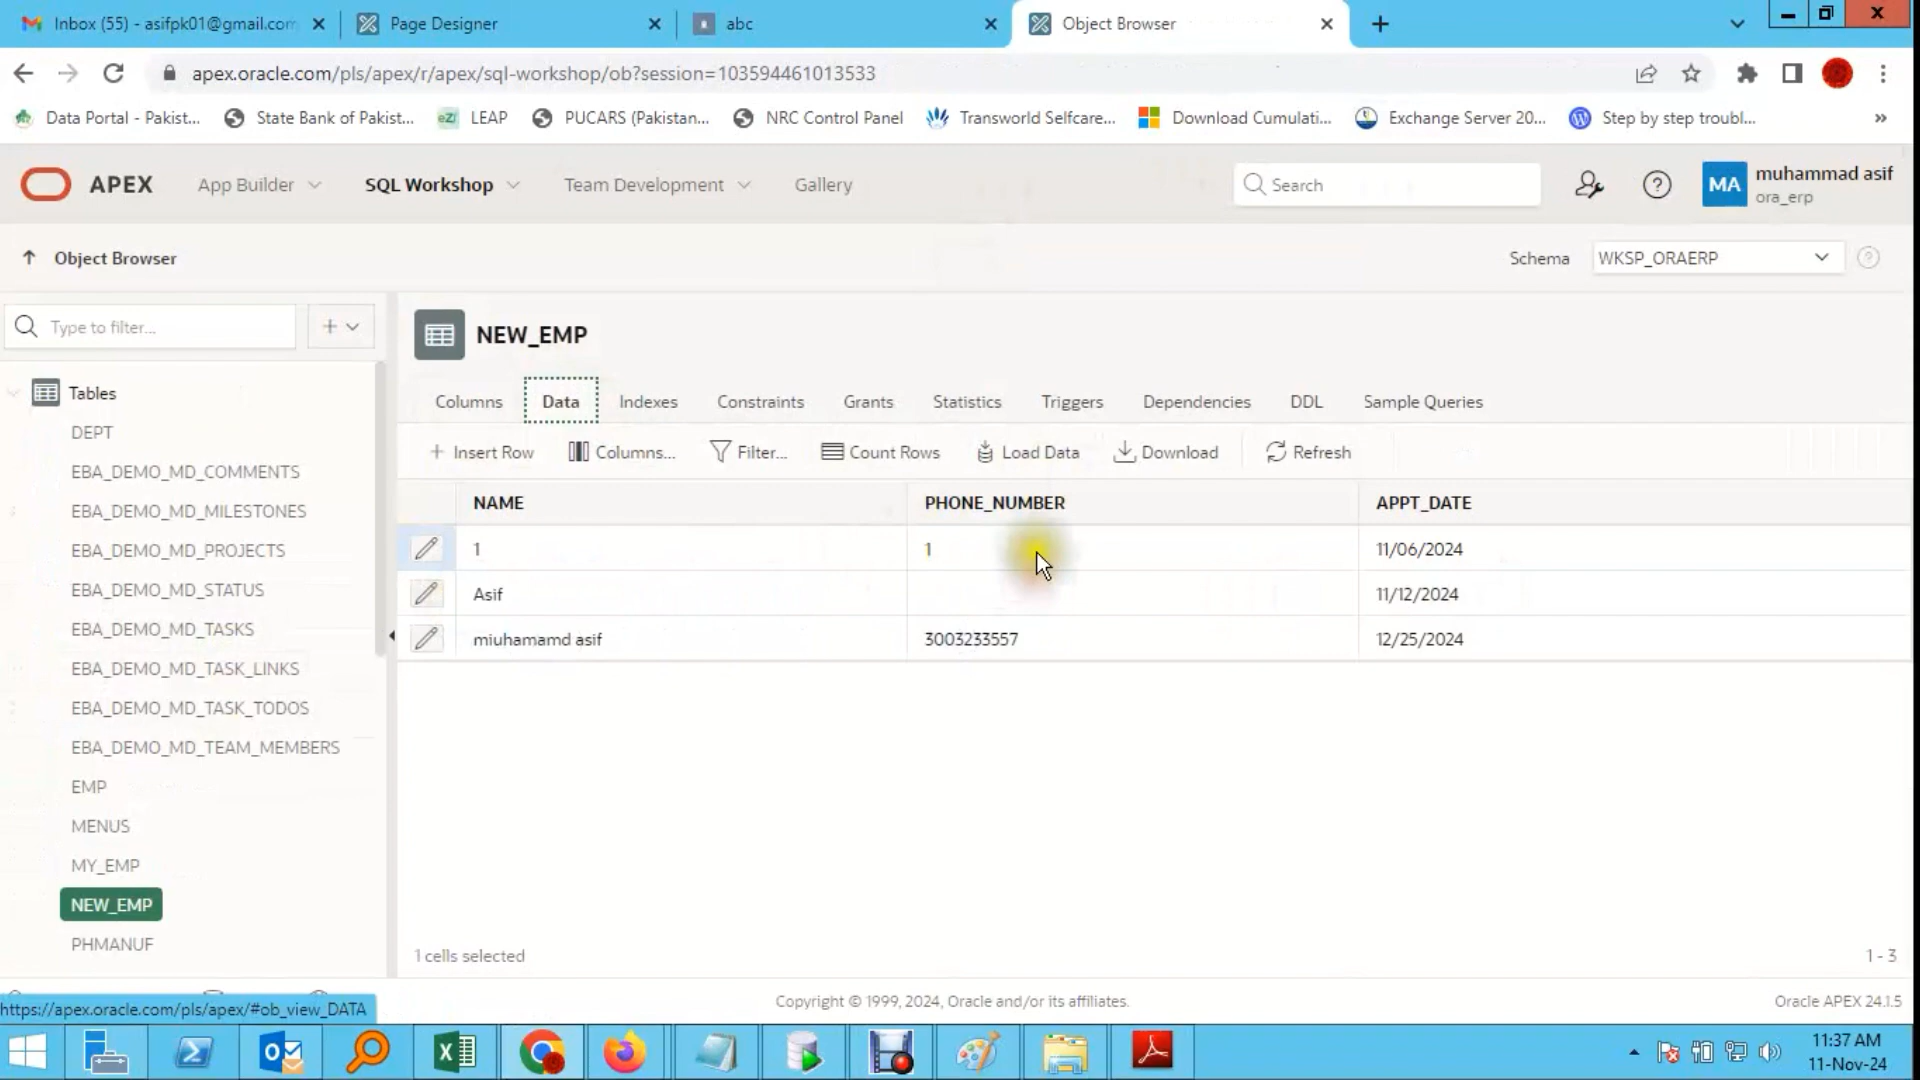 Inbox (55) - asifpk01@gmail.com
Page Designer
abc
Object Browser
apex.oracle.com/pls/apex/r/apex/sql-workshop/ob?session=103594461013533
Data Portal - Pakist...
State Bank of Pakist...
LEAP
PUCARS (Pakistan...
NRC Control Panel
Transworld Selfcare...
Download Cumulati...
Exchange Server 20...
Step by step troubl...
APEX
App Builder
SQL Workshop
Team Development
Gallery
Search
MA
muhammad asif
ora_erp
Object Browser
Schema
WKSP_ORAERP
Type to filter...
NEW_EMP
Tables
DEPT
EBA_DEMO_MD_COMMENTS
EBA_DEMO_MD_MILESTONES
EBA_DEMO_MD_PROJECTS
EBA_DEMO_MD_STATUS
EBA_DEMO_MD_TASKS
EBA_DEMO_MD_TASK_LINKS
EBA_DEMO_MD_TASK_TODOS
EBA_DEMO_MD_TEAM_MEMBERS
EMP
MENUS
MY_EMP
NEW_EMP
PHMANUF
Columns Data Indexes Constraints Grants Statistics Triggers Dependencies DDL Sample Queries
+ Insert Row Columns... Filter... Count Rows Load Data Download Refresh
NAME PHONE_NUMBER APPT_DATE
1 1 11/06/2024
Asif 11/12/2024
miuhamamd asif 3003233557 12/25/2024
1 cells selected
1 - 3
https://apex.oracle.com/pls/apex/#ob_view_DATA
Copyright © 1999, 2024, Oracle and/or its affiliates.
Oracle APEX 24.1.5
11:37 AM
11-Nov-24